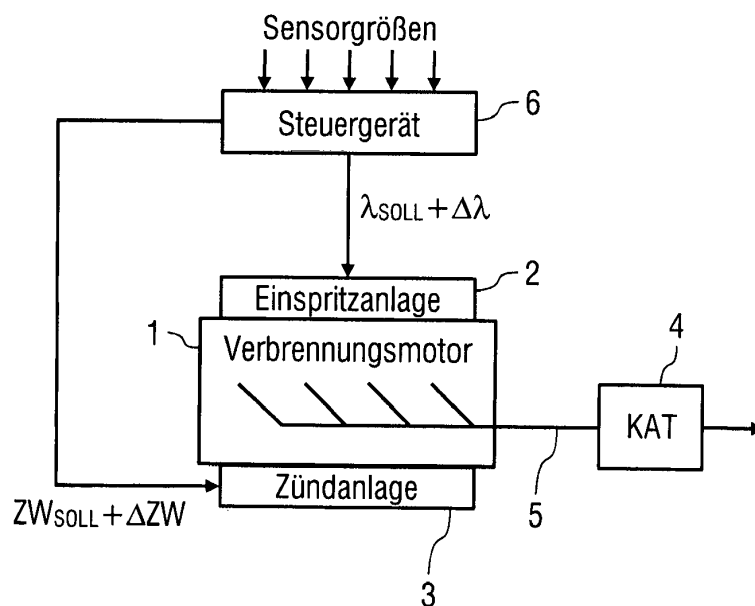 Sensorgrößen
6
Steuergerät
λSOLL + Δλ
2
Einspritzanlage
1
Verbrennungsmotor
4
KAT
5
Zündanlage
ZWSOLL + ΔZW
3